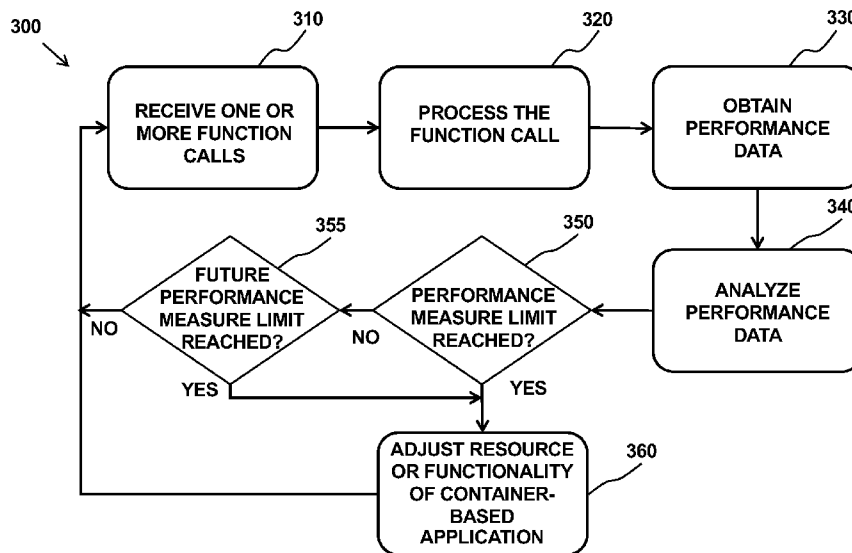 300
310
320
330
RECEIVE ONE OR
MORE FUNCTION
CALLS
PROCESS THE
FUNCTION CALL
OBTAIN
PERFORMANCE
DATA
340
355
350
FUTURE
PERFORMANCE
MEASURE LIMIT
REACHED?
PERFORMANCE
MEASURE LIMIT
REACHED?
ANALYZE
PERFORMANCE
DATA
NO
NO
YES
YES
ADJUST RESOURCE
OR FUNCTIONALITY
OF CONTAINER-
BASED
APPLICATION
360